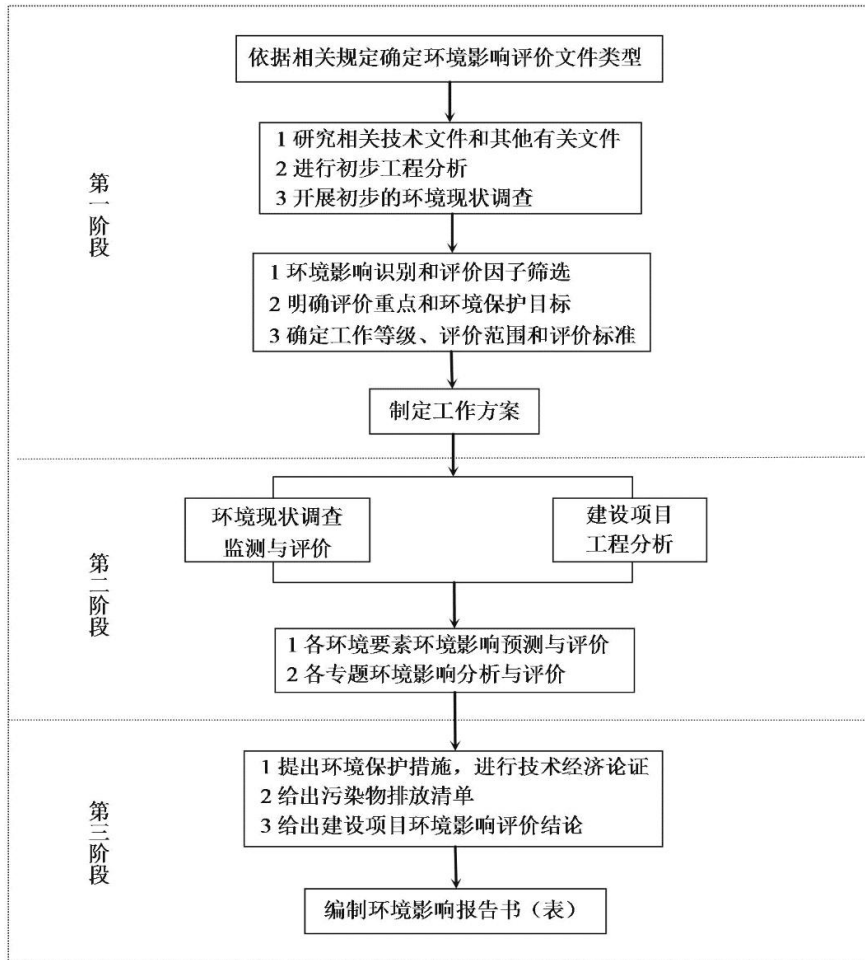 依据相关规定确定环境影响评价文件类型
1 研究相关技术文件和其他有关文件
2 进行初步工程分析
3 开展初步的环境现状调查
第一阶段
1 环境影响识别和评价因子筛选
2 明确评价重点和环境保护目标
3 确定工作等级、评价范围和评价标准
制定工作方案
环境现状调查
监测与评价
建设项目
工程分析
第二阶段
1 各环境要素环境影响预测与评价
2 各专题环境影响分析与评价
1 提出环境保护措施，进行技术经济论证
2 给出污染物排放清单
3 给出建设项目环境影响评价结论
第三阶段
编制环境影响报告书（表）